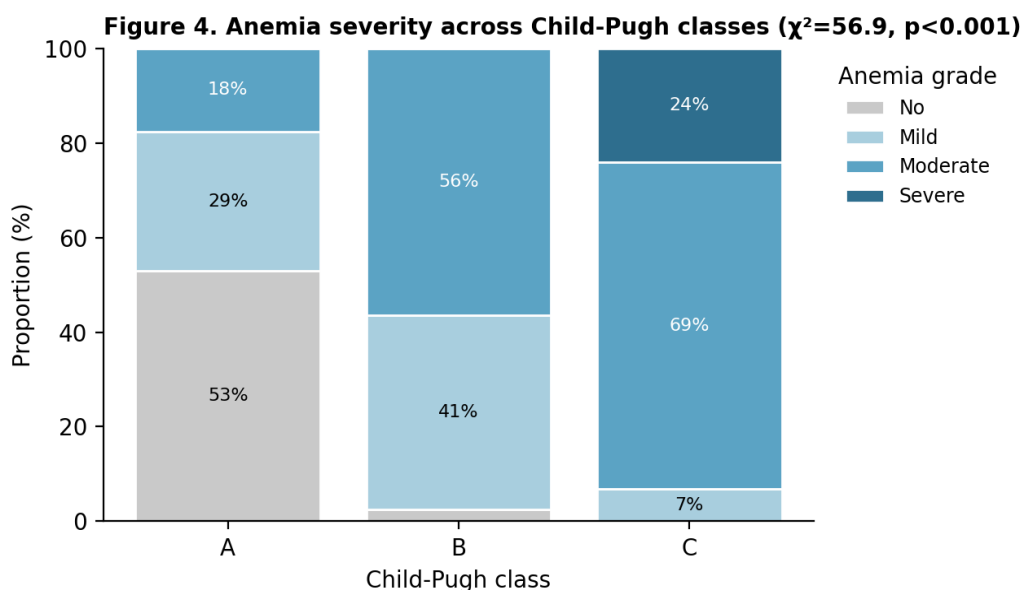 Figure 4. Anemia severity across Child-Pugh classes (χ²=56.9, p<0.001)
Proportion (%)
100
80
60
40
20
0
18%
29%
53%
56%
41%
24%
69%
7%
A
B
C
Child-Pugh class
Anemia grade
No
Mild
Moderate
Severe